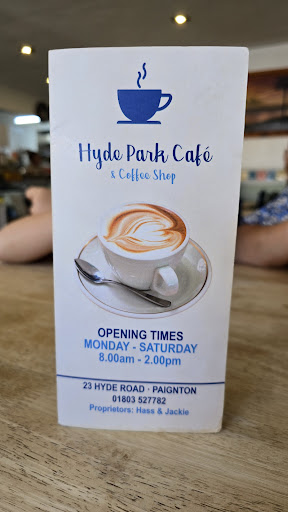 Hyde Park Café
& Coffee Shop
OPENING TIMES
MONDAY - SATURDAY
8.00am - 2.00pm
23 HYDE ROAD · PAIGNTON
01803 527782
Proprietors: Hass & Jackie